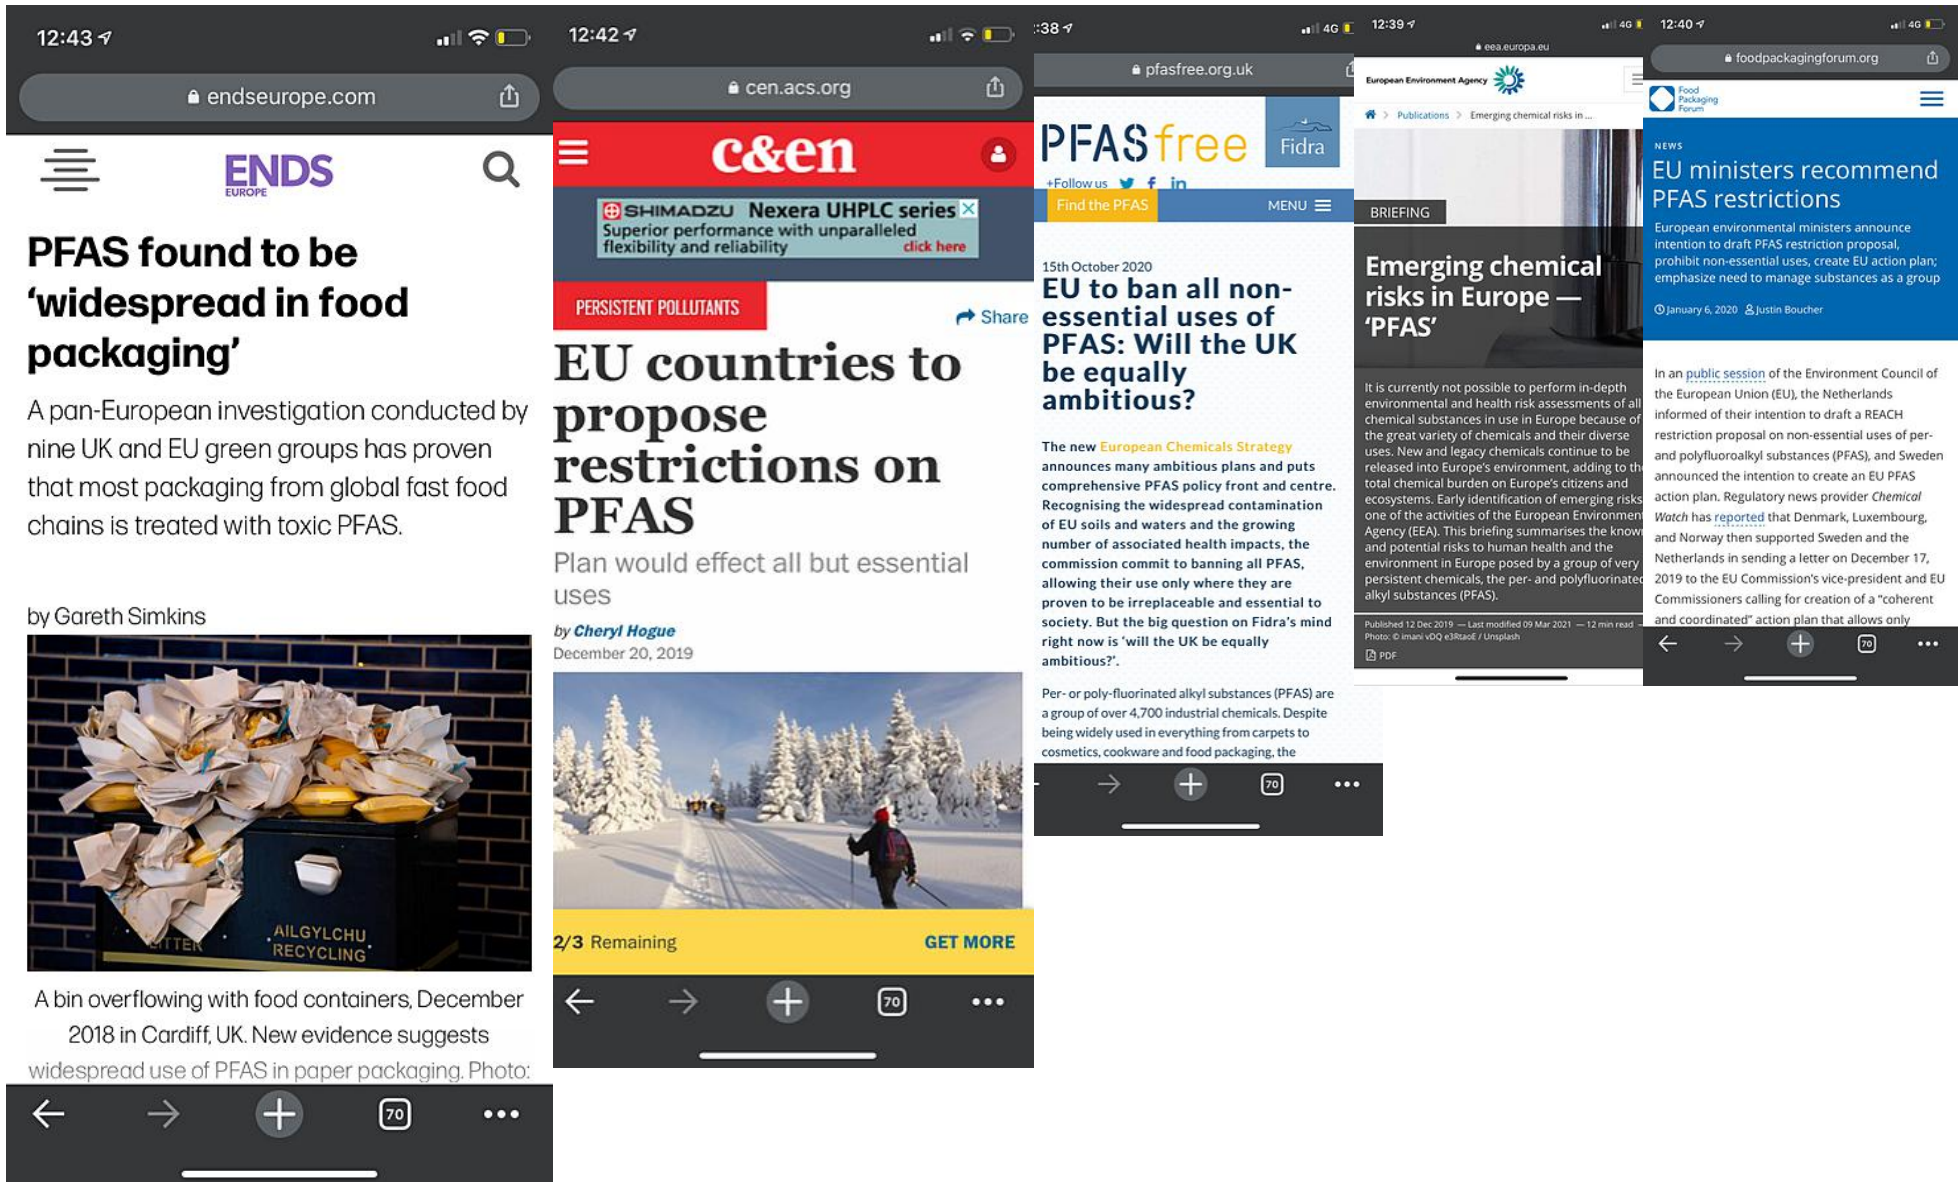 12:43
endseurope.com
ENDS
EUROPE
PFAS found to be
‘widespread in food
packaging’
A pan-European investigation conducted by
nine UK and EU green groups has proven
that most packaging from global fast food
chains is treated with toxic PFAS.
by Gareth Simkins
LITTER
AILGYLCHU
RECYCLING
A bin overflowing with food containers, December
2018 in Cardiff, UK. New evidence suggests
widespread use of PFAS in paper packaging. Photo:
70
12:42
cen.acs.org
c&en
SHIMADZU Nexera UHPLC series
Superior performance with unparalleled
flexibility and reliability click here
PERSISTENT POLLUTANTS
Share
EU countries to
propose
restrictions on
PFAS
Plan would effect all but essential
uses
by Cheryl Hogue
December 20, 2019
2/3 Remaining GET MORE
70
:38 4G
pfasfree.org.uk
PFASfree
Fidra
+Follow us
Find the PFAS MENU
15th October 2020
EU to ban all non-
essential uses of
PFAS: Will the UK
be equally
ambitious?
The new European Chemicals Strategy
announces many ambitious plans and puts
comprehensive PFAS policy front and centre.
Recognising the widespread contamination
of EU soils and waters and the growing
number of associated health impacts, the
commission commit to banning all PFAS,
allowing their use only where they are
proven to be irreplaceable and essential to
society. But the big question on Fidra’s mind
right now is ‘will the UK be equally
ambitious?’.
Per- or poly-fluorinated alkyl substances (PFAS) are
a group of over 4,700 industrial chemicals. Despite
being widely used in everything from carpets to
cosmetics, cookware and food packaging, the
70
12:39 4G
eea.europa.eu
European Environment Agency
> Publications > Emerging chemical risks in ...
BRIEFING
Emerging chemical
risks in Europe —
‘PFAS’
It is currently not possible to perform in-depth
environmental and health risk assessments of all
chemical substances in use in Europe because of
the great variety of chemicals and their diverse
uses. New and legacy chemicals continue to be
released into Europe’s environment, adding to the
total chemical burden on Europe’s citizens and
ecosystems. Early identification of emerging risks
one of the activities of the European Environment
Agency (EEA). This briefing summarises the known
and potential risks to human health and the
environment in Europe posed by a group of very
persistent chemicals, the per- and polyfluorinated
alkyl substances (PFAS).
Published 12 Dec 2019 — Last modified 09 Mar 2021 — 12 min read —
Photo: © imani vDQ e3RtaoE / Unsplash
PDF
12:40 4G
foodpackagingforum.org
Food
Packaging
Forum
NEWS
EU ministers recommend
PFAS restrictions
European environmental ministers announce
intention to draft PFAS restriction proposal,
prohibit non-essential uses, create EU action plan;
emphasize need to manage substances as a group
January 6, 2020 Justin Boucher
In an public session of the Environment Council of
the European Union (EU), the Netherlands
informed of their intention to draft a REACH
restriction proposal on non-essential uses of per-
and polyfluoroalkyl substances (PFAS), and Sweden
announced the intention to create an EU PFAS
action plan. Regulatory news provider Chemical
Watch has reported that Denmark, Luxembourg,
and Norway then supported Sweden and the
Netherlands in sending a letter on December 17,
2019 to the EU Commission’s vice-president and EU
Commissioners calling for creation of a “coherent
and coordinated” action plan that allows only
70